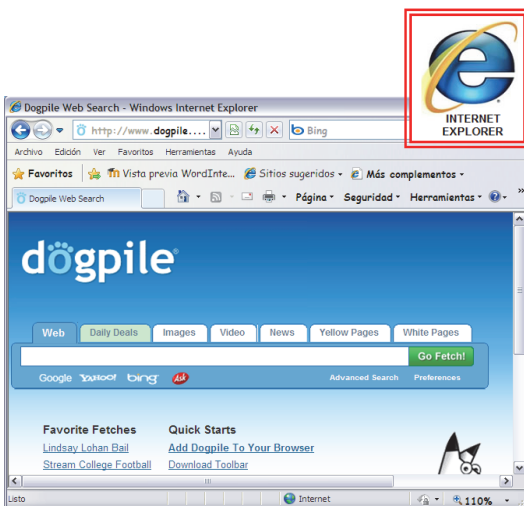 INTERNET
EXPLORER
Dogpile Web Search - Windows Internet Explorer
http://www.dogpile.... Bing
Archivo Edición Ver Favoritos Herramientas Ayuda
Favoritos Vista previa WordInte... Sitios sugeridos Más complementos
Dogpile Web Search Página Seguridad Herramientas »
dogpile®
Web Daily Deals Images Video News Yellow Pages White Pages
Go Fetch!
Google YAHOO! bing Ask Advanced Search Preferences
Favorite Fetches Quick Starts
Lindsay Lohan Bail Add Dogpile To Your Browser
Stream College Football Download Toolbar
Listo Internet 110%